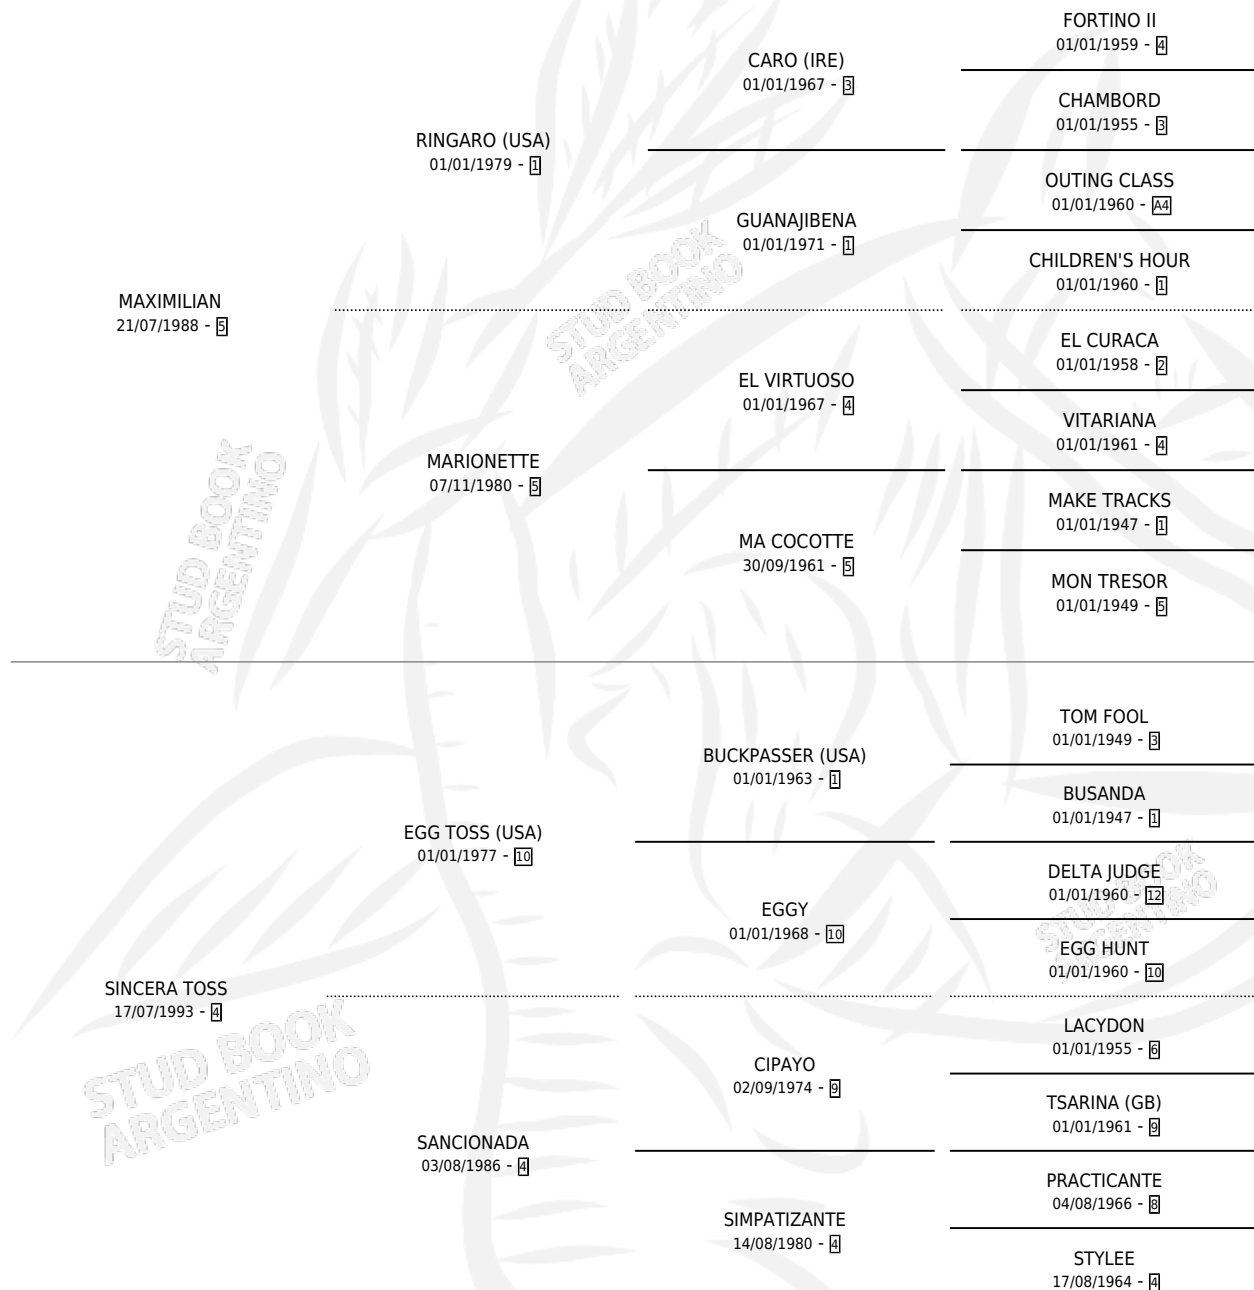 FORTINO II
01/01/1959 - 4
CARO (IRE)
01/01/1967 - 3
CHAMBORD
01/01/1955 - 3
RINGARO (USA)
01/01/1979 - 1
OUTING CLASS
01/01/1960 - A4
GUANAJIBENA
01/01/1971 - 1
CHILDREN'S HOUR
01/01/1960 - 1
MAXIMILIAN
21/07/1988 - 5
EL CURACA
01/01/1958 - 2
EL VIRTUOSO
01/01/1967 - 4
VITARIANA
01/01/1961 - 4
MARIONETTE
07/11/1980 - 5
MAKE TRACKS
01/01/1947 - 1
MA COCOTTE
30/09/1961 - 5
MON TRESOR
01/01/1949 - 5
STUD BOOK
ARGENTINO
STUD BOOK
ARGENTINO
TOM FOOL
01/01/1949 - 3
BUCKPASSER (USA)
01/01/1963 - 1
BUSANDA
01/01/1947 - 1
EGG TOSS (USA)
01/01/1977 - 10
DELTA JUDGE
01/01/1960 - 12
EGGY
01/01/1968 - 10
EGG HUNT
01/01/1960 - 10
STUD BOOK
ARGENTINO
SINCERA TOSS
17/07/1993 - 4
LACYDON
01/01/1955 - 6
CIPAYO
02/09/1974 - 9
TSARINA (GB)
01/01/1961 - 9
SANCIONADA
03/08/1986 - 4
PRACTICANTE
04/08/1966 - 8
SIMPATIZANTE
14/08/1980 - 4
STYLEE
17/08/1964 - 4
STUD BOOK
ARGENTINO